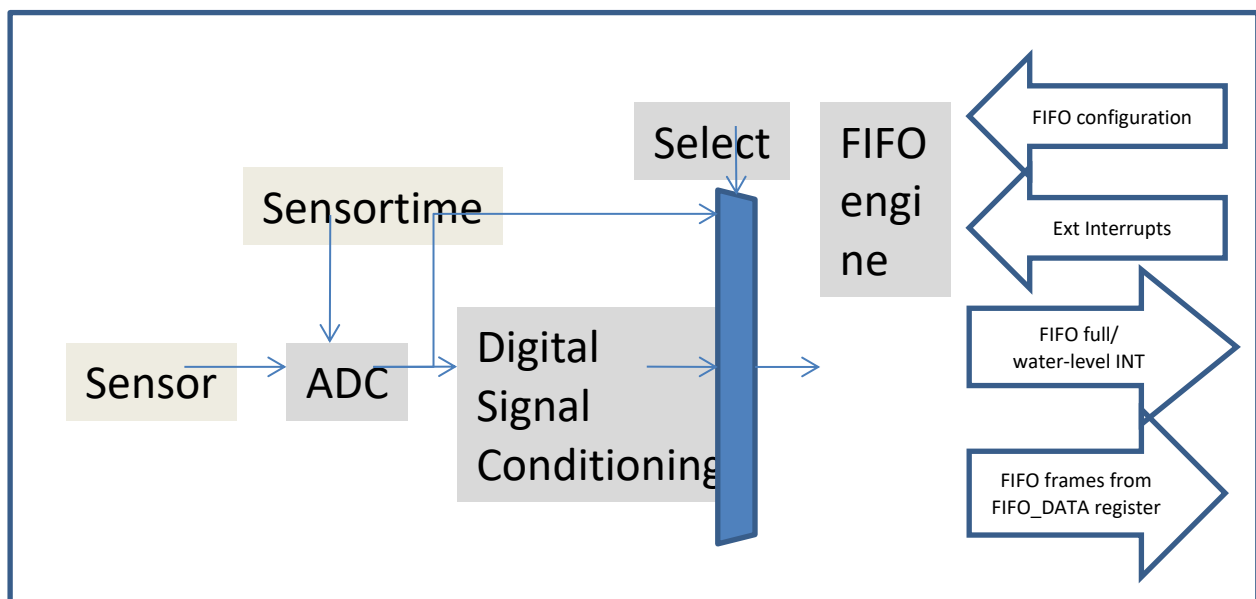 Select
FIFO
engi
ne
FIFO configuration
Sensortime
Ext Interrupts
Sensor
ADC
Digital
Signal
Conditioning
FIFO full/
water-level INT
FIFO frames from
FIFO_DATA register